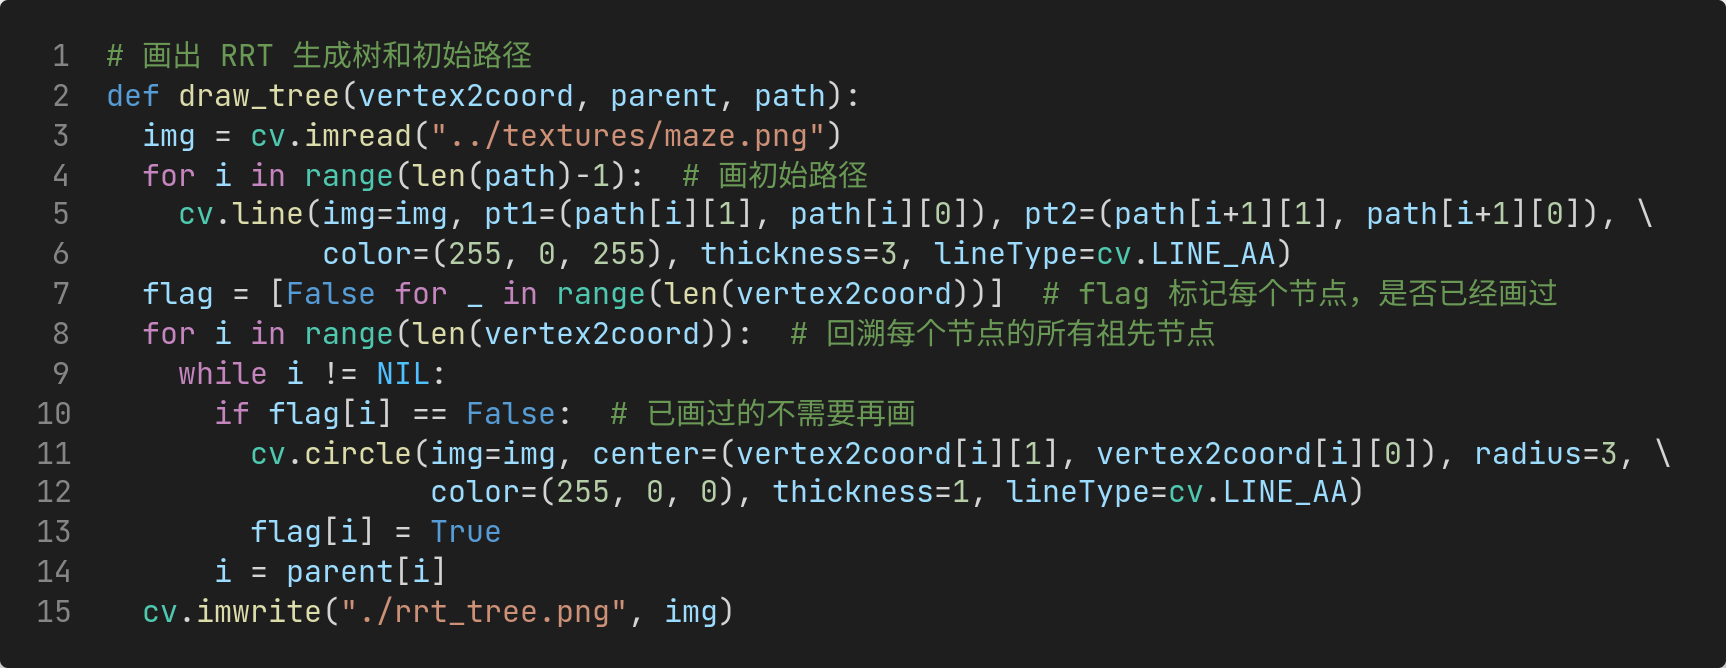 1 # 画出 RRT 生成树和初始路径
2 def draw_tree(vertex2coord, parent, path):
3   img = cv.imread("../textures/maze.png")
4   for i in range(len(path)-1):  # 画初始路径
5     cv.line(img=img, pt1=(path[i][1], path[i][0]), pt2=(path[i+1][1], path[i+1][0]), \
6             color=(255, 0, 255), thickness=3, lineType=cv.LINE_AA)
7   flag = [False for _ in range(len(vertex2coord))]  # flag 标记每个节点，是否已经画过
8   for i in range(len(vertex2coord)):  # 回溯每个节点的所有祖先节点
9     while i != NIL:
10       if flag[i] == False:  # 已画过的不需要再画
11         cv.circle(img=img, center=(vertex2coord[i][1], vertex2coord[i][0]), radius=3, \
12                   color=(255, 0, 0), thickness=1, lineType=cv.LINE_AA)
13         flag[i] = True
14       i = parent[i]
15   cv.imwrite("./rrt_tree.png", img)